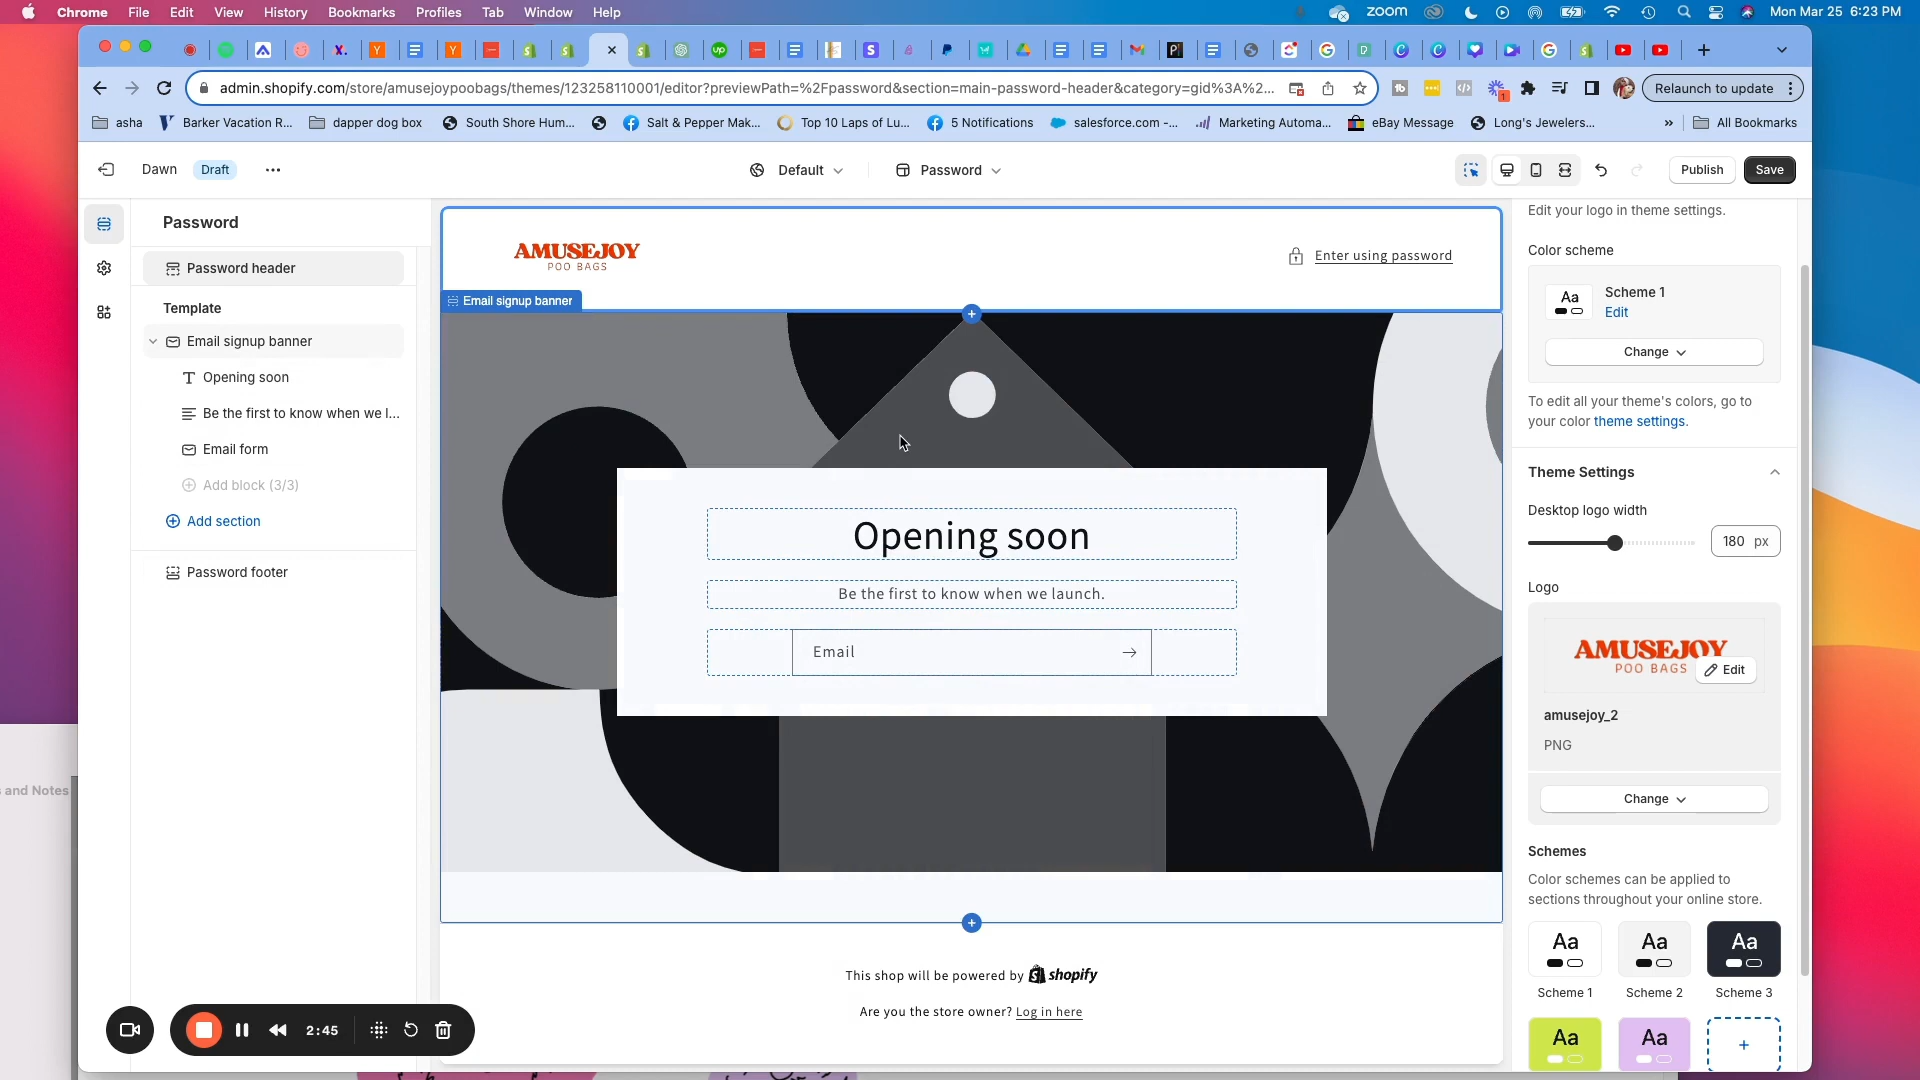 Chrome File Edit View History Bookmarks Profiles Tab Window Help
zoom
Mon Mar 25 6:23 PM
admin.shopify.com/store/amusejoypoobags/themes/123258110001/editor?previewPath=%2Fpassword&section=main-password-header&category=gid%3A%2...
Relaunch to update
asha
Barker Vacation R...
dapper dog box
South Shore Hum...
Salt & Pepper Mak...
Top 10 Laps of Lu...
5 Notifications
salesforce.com -...
Marketing Automa...
eBay Message
Long's Jewelers...
»
All Bookmarks
Dawn
Draft
Default
Password
Publish
Save
Password
Password header
Template
Email signup banner
Opening soon
Be the first to know when we l...
Email form
Add block (3/3)
Add section
Password footer
AMUSEJOY
POO BAGS
Enter using password
Email signup banner
Opening soon
Be the first to know when we launch.
Email
This shop will be powered by shopify
Are you the store owner? Log in here
Edit your logo in theme settings.
Color scheme
Aa
Scheme 1
Edit
Change
To edit all your theme's colors, go to
your color theme settings.
Theme Settings
Desktop logo width
180 px
Logo
AMUSEJOY
POO BAGS
Edit
amusejoy_2
PNG
Change
Schemes
Color schemes can be applied to
sections throughout your online store.
Aa Aa Aa
Scheme 1 Scheme 2 Scheme 3
Aa Aa
s and Notes
2:45